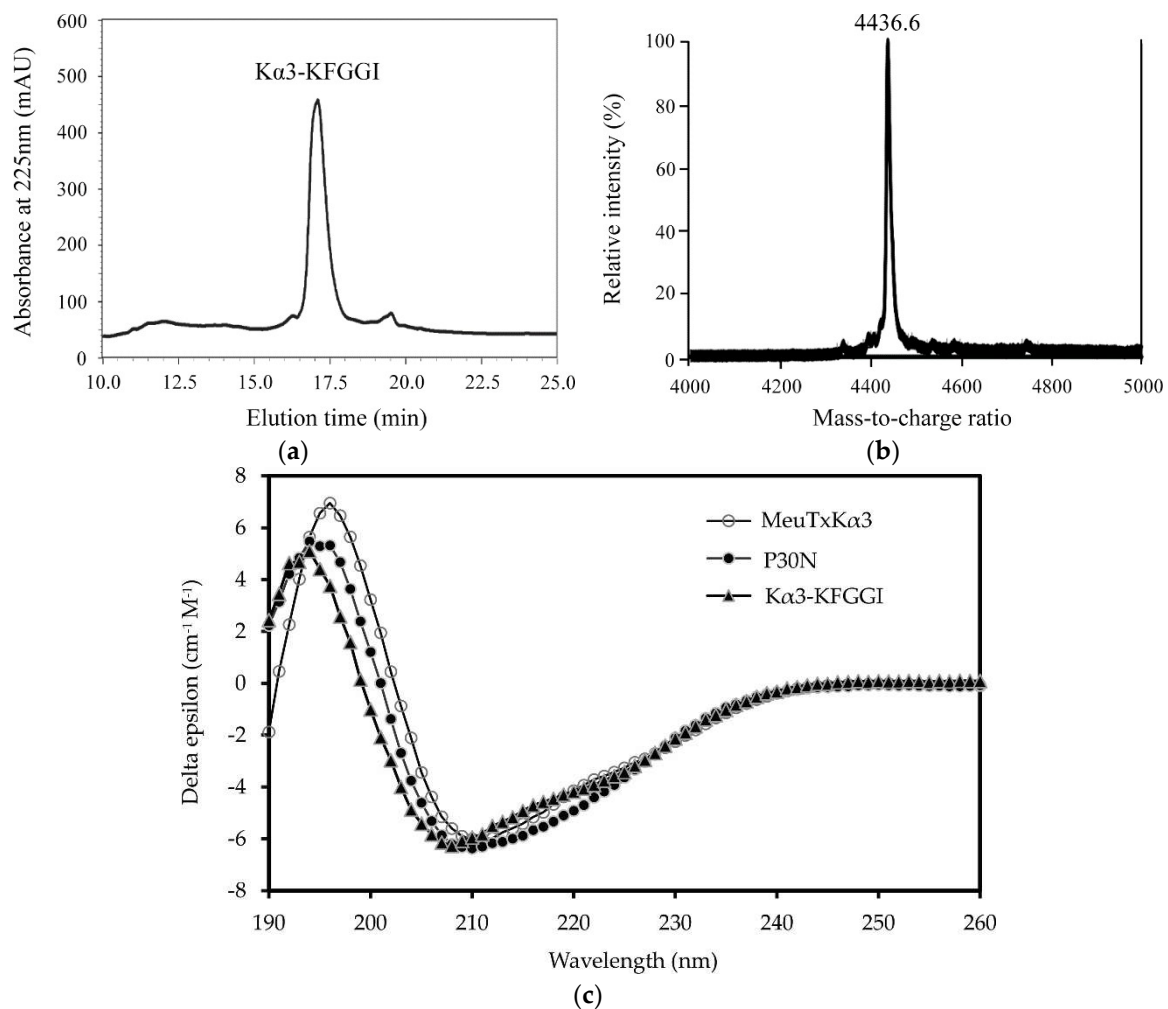 600
500
400
300
200
100
0
Absorbance at 225nm (mAU)
Kα3-KFGGI
10.0 12.5 15.0 17.5 20.0 22.5 25.0
Elution time (min)
(a)
4436.6
100
80
60
40
20
0
Relative intensity (%)
4000 4200 4400 4600 4800 5000
Mass-to-charge ratio
(b)
8
6
4
2
0
-2
-4
-6
-8
Delta epsilon (cm⁻¹ M⁻¹)
MeuTxKα3
P30N
Kα3-KFGGI
190 200 210 220 230 240 250 260
Wavelength (nm)
(c)